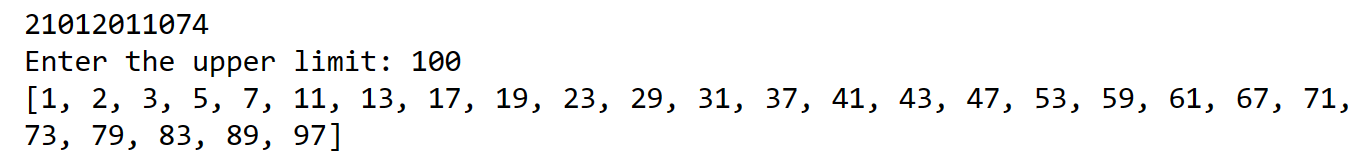 21012011074
Enter the upper limit: 100
[1, 2, 3, 5, 7, 11, 13, 17, 19, 23, 29, 31, 37, 41, 43, 47, 53, 59, 61, 67, 71,
73, 79, 83, 89, 97]